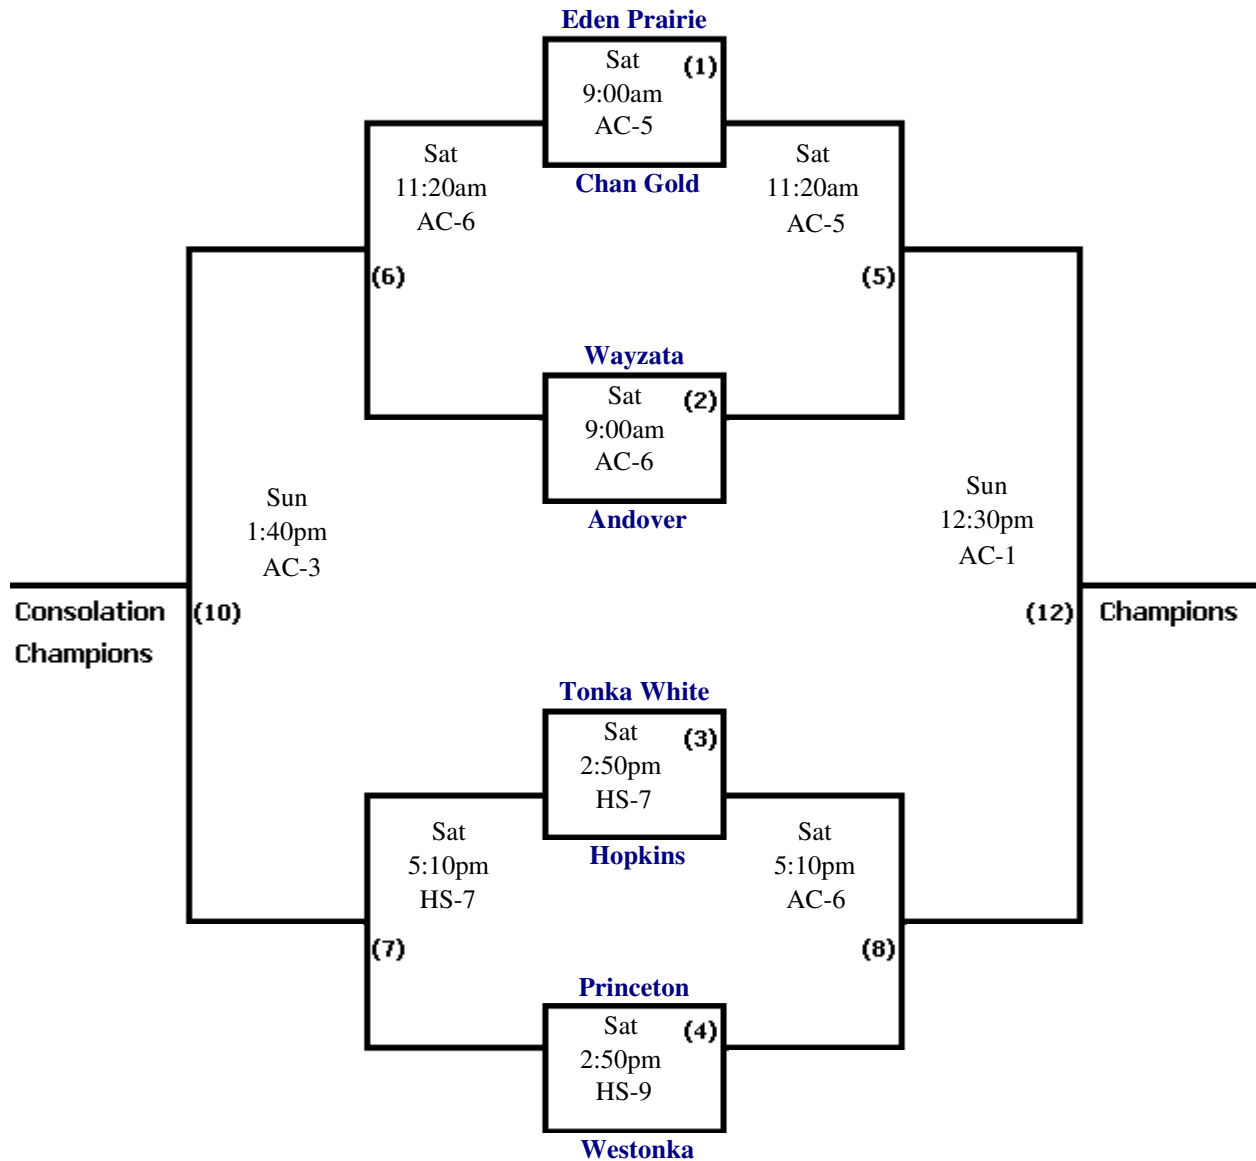 Eden Prairie
Sat
(1)
9:00am
AC-5
Chan Gold
Sat
11:20am
AC-6
(6)
Sat
11:20am
AC-5
(5)
Wayzata
Sat
(2)
9:00am
AC-6
Andover
Sun
1:40pm
AC-3
Sun
12:30pm
AC-1
Consolation
Champions
(10)
(12)
Champions
Tonka White
Sat
(3)
2:50pm
HS-7
Hopkins
Sat
5:10pm
HS-7
(7)
Sat
5:10pm
AC-6
(8)
Princeton
Sat
(4)
2:50pm
HS-9
Westonka